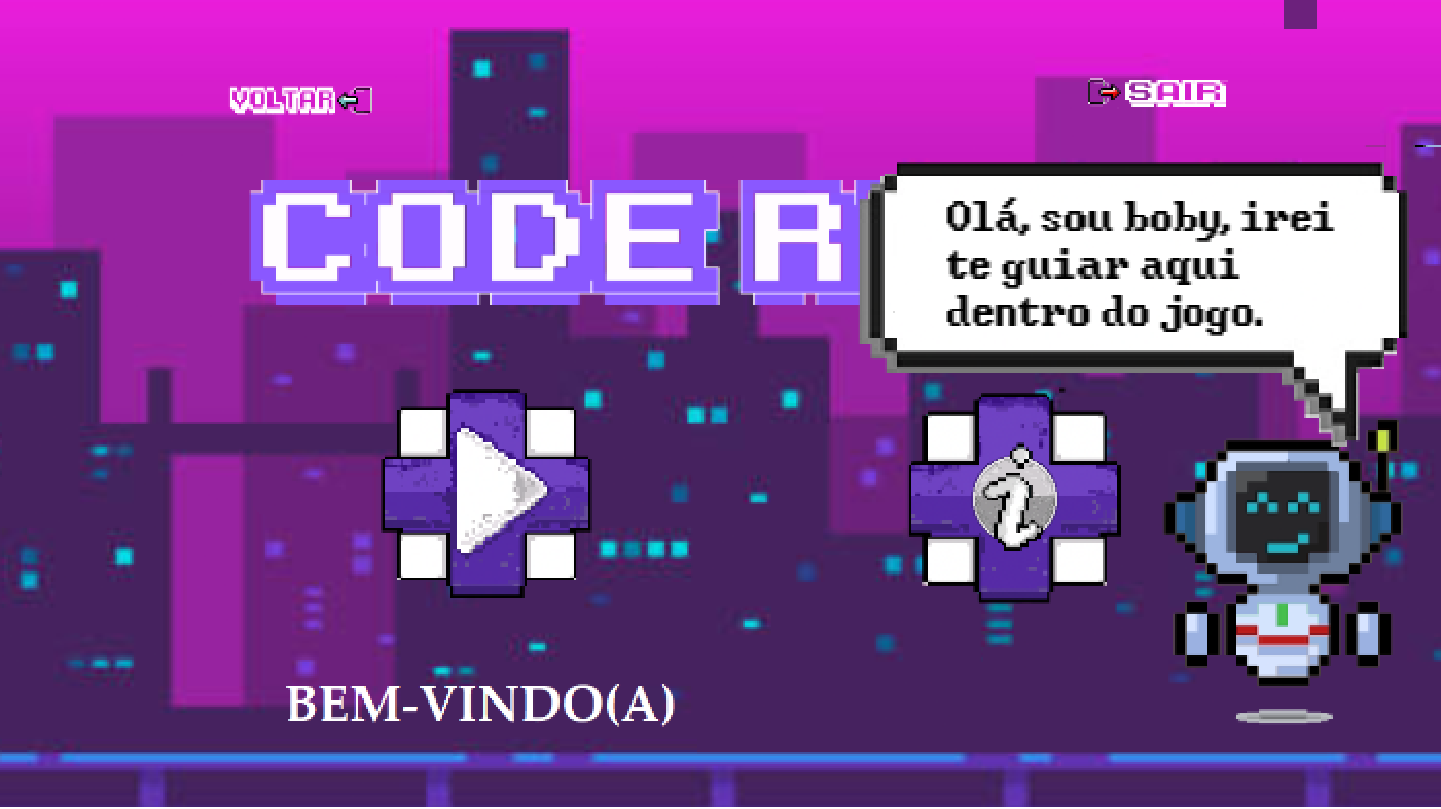 VOLTAR
SAIR
CODE R
Olá, sou boby, irei
te guiar aqui
dentro do jogo.
i
BEM-VINDO(A)